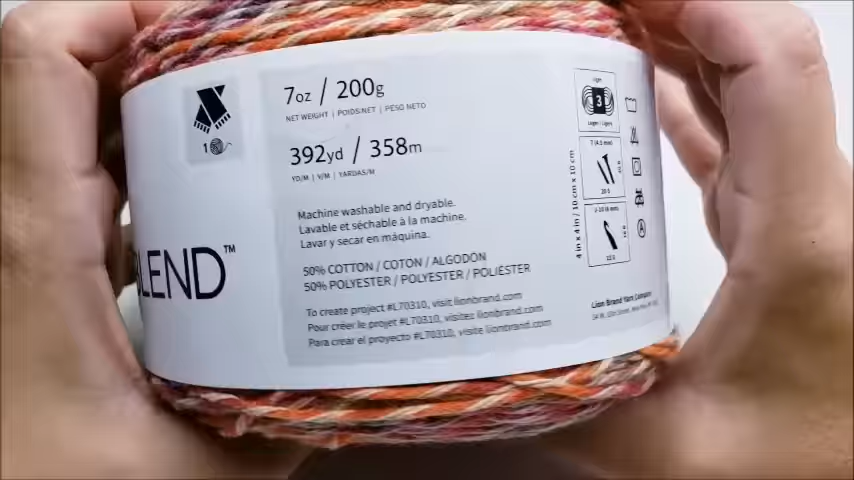 7oz / 200g
NET WEIGHT | POIDS NET | PESO NETO
392yd / 358m
YD/M | V/M | YARDAS/M
Machine washable and dryable.
Lavable et séchable à la machine.
Lavar y secar en máquina.
50% COTTON / COTON / ALGODON
50% POLYESTER / POLYESTER / POLIÉSTER
To create project #L70310, visit lionbrand.com
Pour créer le projet #L70310, visitez lionbrand.com
Para crear el proyecto #L70310, visite lionbrand.com
LEND™
1
Light
3
4 in x 4 in / 10 cm x 10 cm
A
Lion Brand Yarn Company